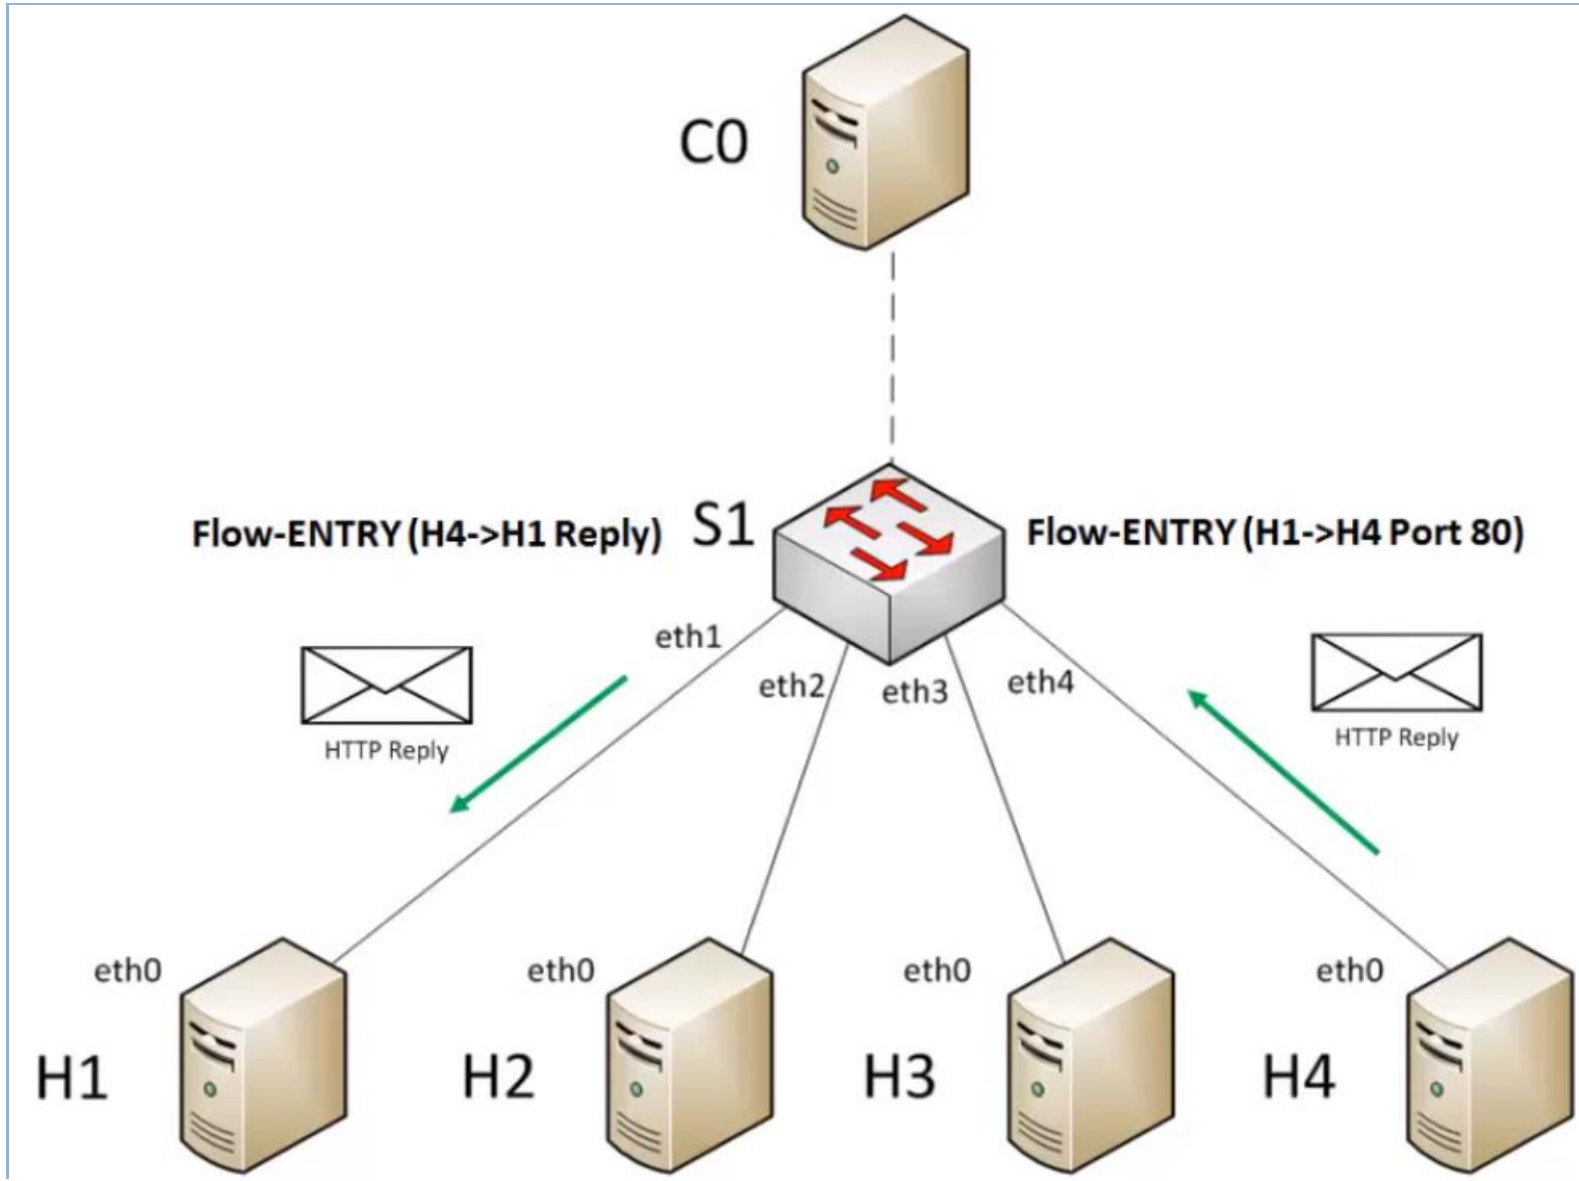 C0
Flow-ENTRY (H4->H1 Reply)
S1
Flow-ENTRY (H1->H4 Port 80)
eth1
eth2
eth3
eth4
HTTP Reply
HTTP Reply
eth0
eth0
eth0
eth0
H1
H2
H3
H4